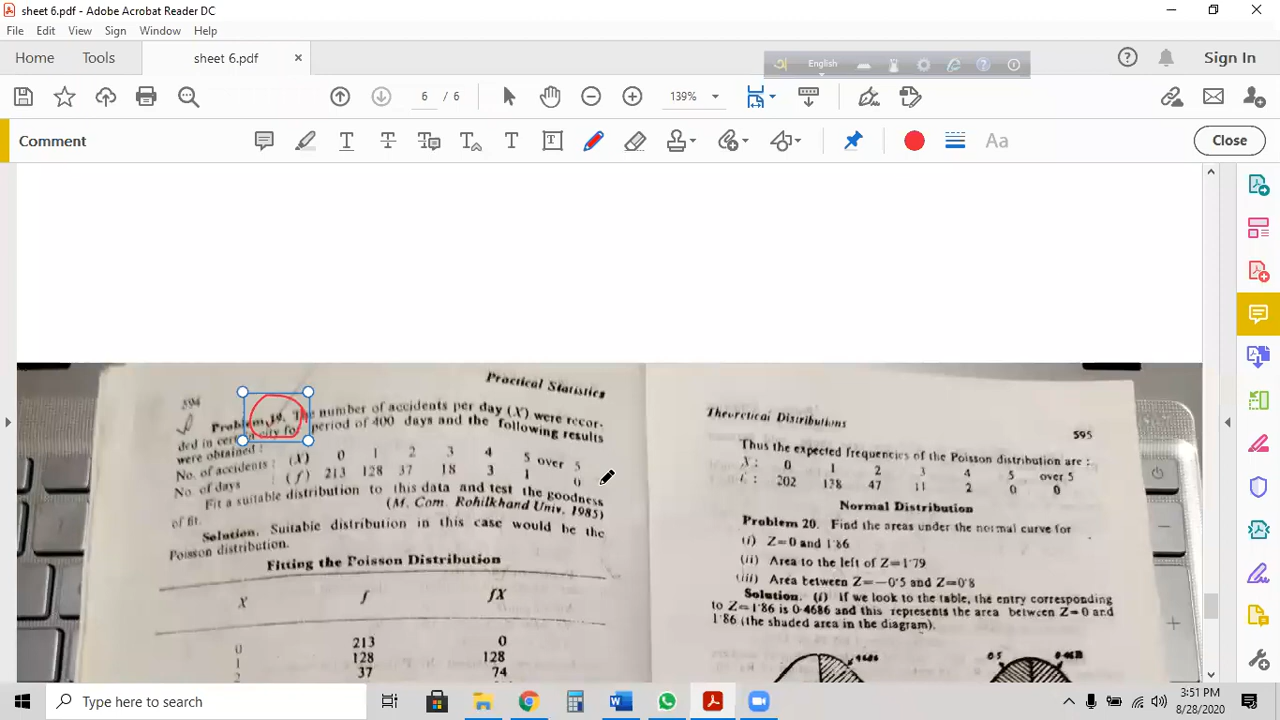 sheet 6.pdf - Adobe Acrobat Reader DC
File Edit View Sign Window Help
Home Tools sheet 6.pdf × English Sign In
6 / 6 139%
Comment Close
594 Practical Statistics
Problem 19. The number of accidents per day (X) were recor-
ded in certain city for period of 400 days and the following results
were obtained :
No. of accidents : (X) 0 1 2 3 4 5 over 5
No. of days (f) 213 128 37 18 3 1 0
Fit a suitable distribution to this data and test the goodness
of fit. (M. Com. Rohilkhand Univ. 1985)
Solution. Suitable distribution in this case would be the
Poisson distribution.
Fitting the Poisson Distribution
X f fX
0 213 0
1 128 128
2 37 74
Theoretical Distributions 595
Thus the expected frequencies of the Poisson distribution are :
X : 0 1 2 3 4 5 over 5
202 138 47 11 2 0 0
Normal Distribution
Problem 20. Find the areas under the normal curve for
(i) Z=0 and 1·86
(ii) Area to the left of Z=1·79
(iii) Area between Z=−0·5 and Z=0·8
Solution. (i) If we look to the table, the entry corresponding
to Z=1·86 is 0·4686 and this represents the area between Z=0 and
1·86 (the shaded area in the diagram).
4686 0.5
Type here to search
3:51 PM
8/28/2020